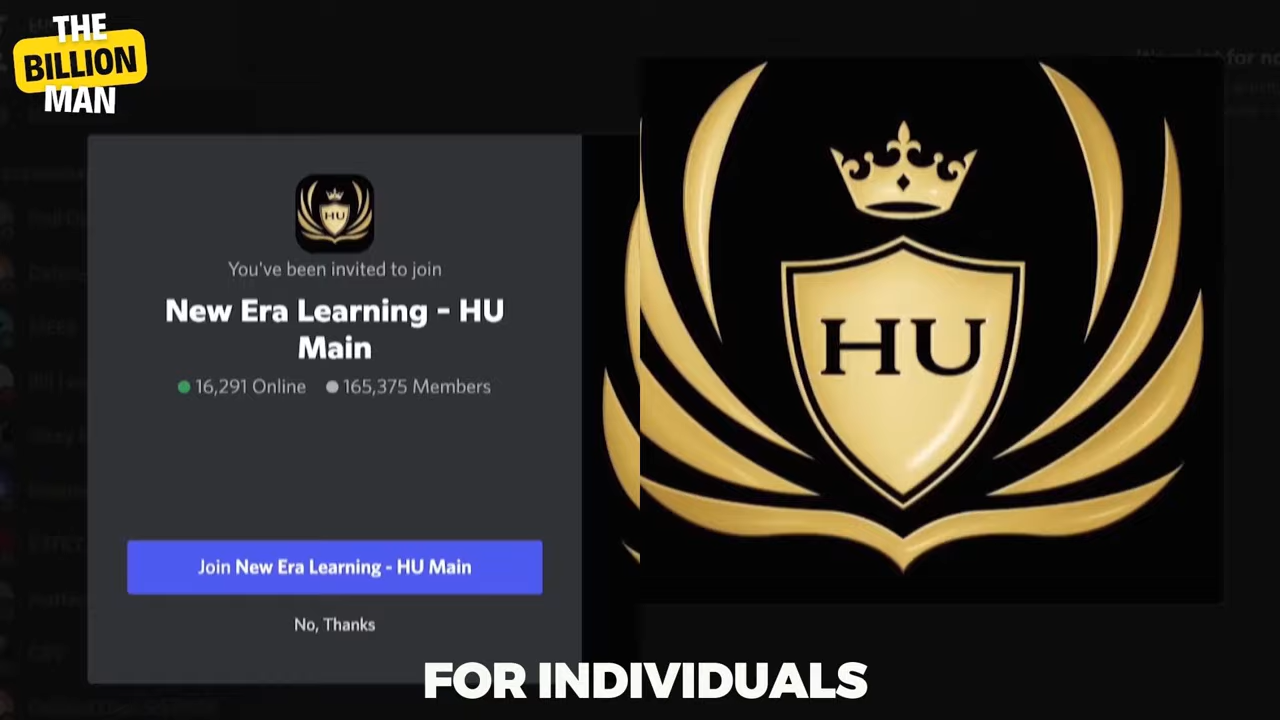 THE
BILLION
MAN
HU
You've been invited to join
New Era Learning - HU
Main
16,291 Online 165,375 Members
Join New Era Learning - HU Main
No, Thanks
HU
FOR INDIVIDUALS